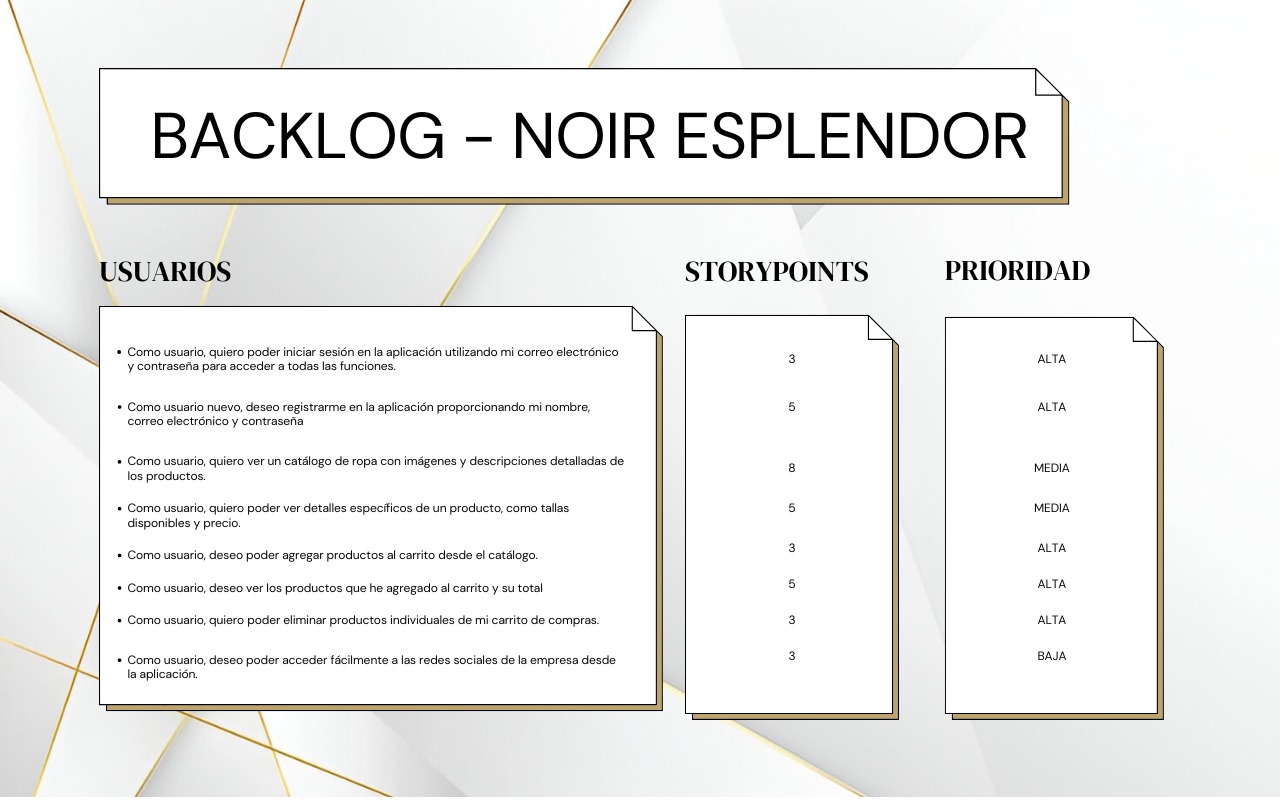 BACKLOG - NOIR ESPLENDOR
USUARIOS
STORYPOINTS
PRIORIDAD
• Como usuario, quiero poder iniciar sesión en la aplicación utilizando mi correo electrónico
y contraseña para acceder a todas las funciones.
3
ALTA
• Como usuario nuevo, deseo registrarme en la aplicación proporcionando mi nombre,
correo electrónico y contraseña
5
ALTA
• Como usuario, quiero ver un catálogo de ropa con imágenes y descripciones detalladas de
los productos.
8
MEDIA
• Como usuario, quiero poder ver detalles específicos de un producto, como tallas
disponibles y precio.
5
MEDIA
• Como usuario, deseo poder agregar productos al carrito desde el catálogo.
3
ALTA
• Como usuario, deseo ver los productos que he agregado al carrito y su total
5
ALTA
• Como usuario, quiero poder eliminar productos individuales de mi carrito de compras.
3
ALTA
• Como usuario, deseo poder acceder fácilmente a las redes sociales de la empresa desde
la aplicación.
3
BAJA